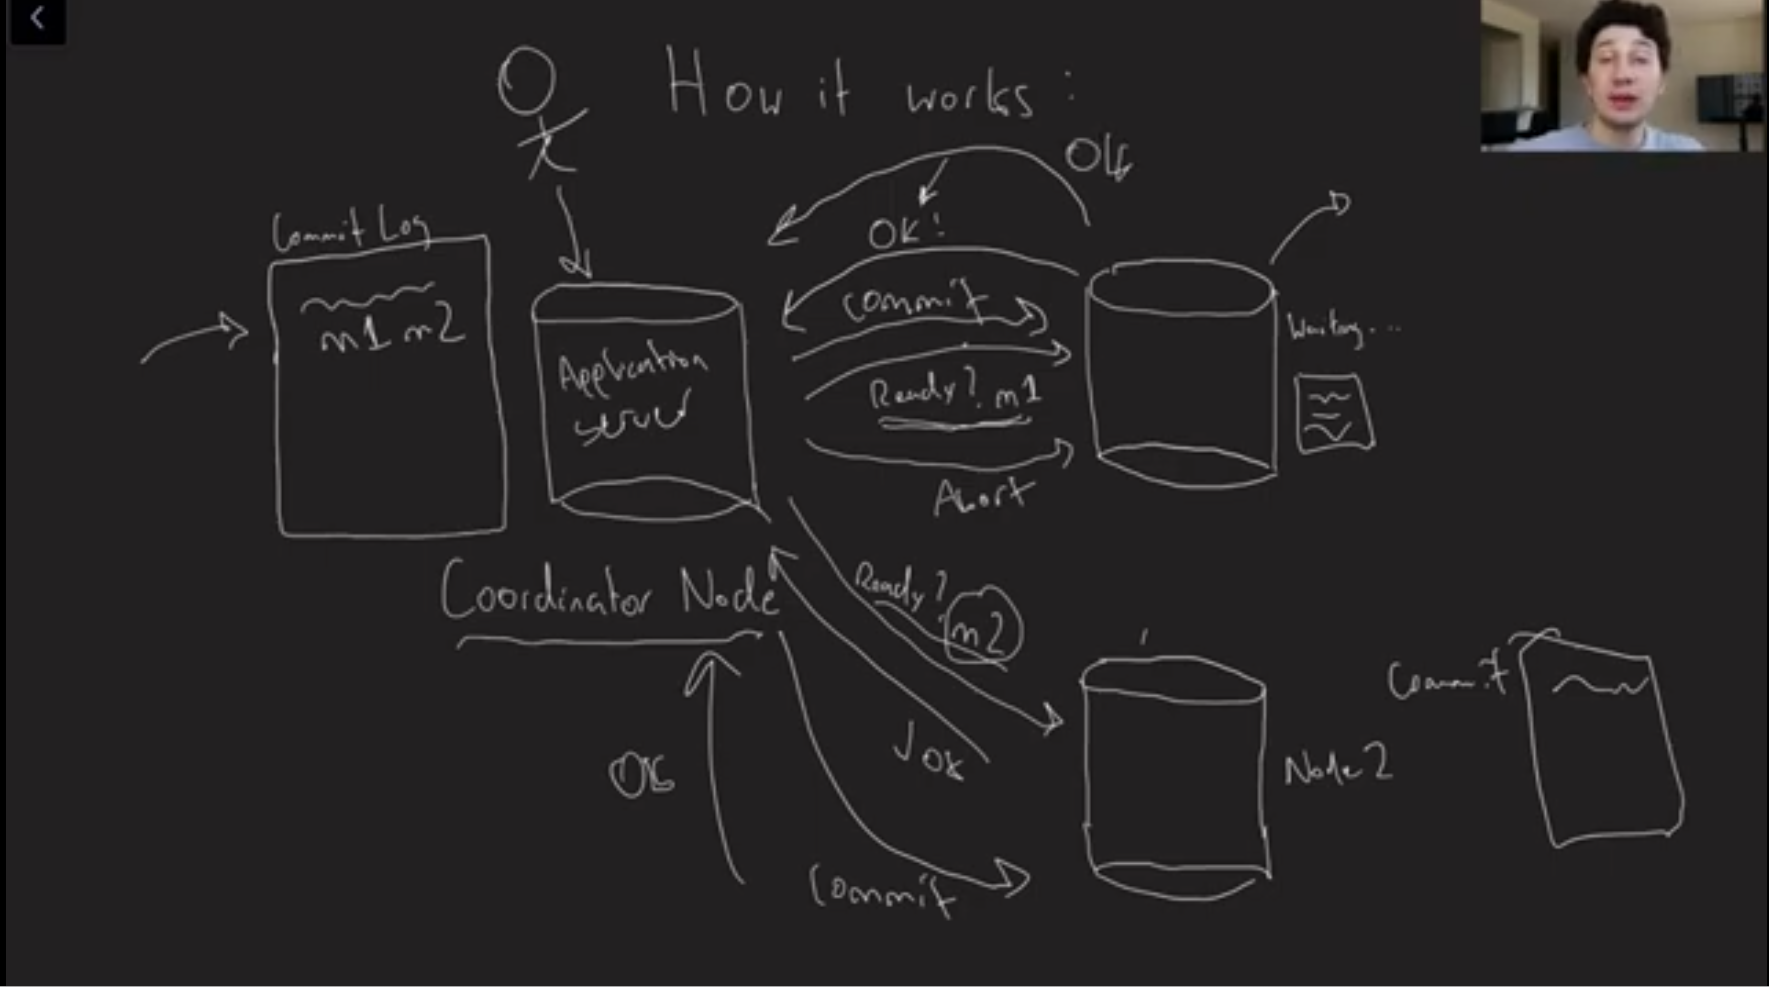 How it works:
OK
Commit Log
OK!
m1 m2
Commit
Waiting...
Application
server
Ready? m1
Abort
Coordinator Node
Ready?
m2
Commit
√ OK
Node 2
OK
Commit